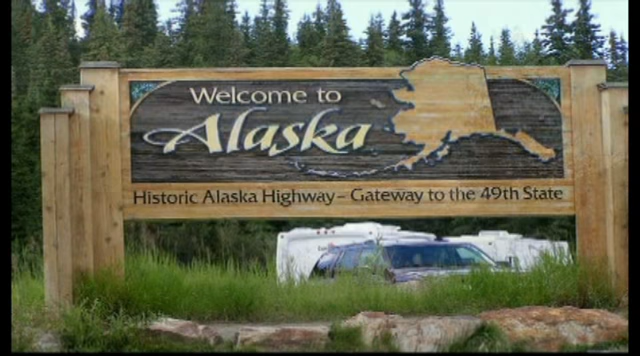 Welcome to
Alaska
Historic Alaska Highway – Gateway to the 49th State